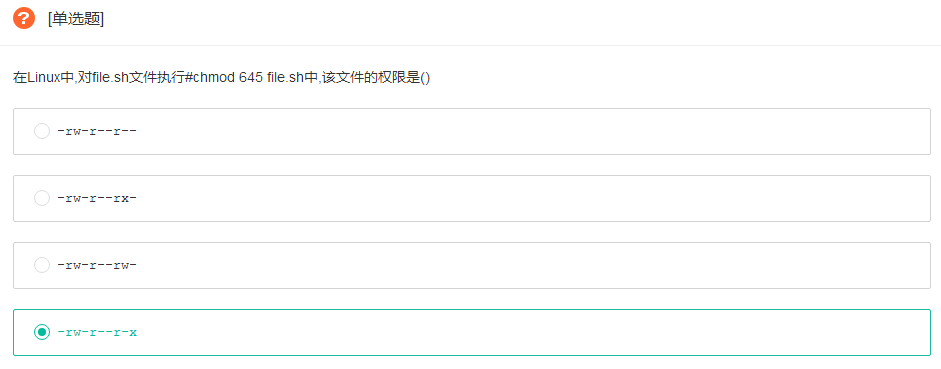 ?
[单选题]
在Linux中,对file.sh文件执行#chmod 645 file.sh中,该文件的权限是()
-rw-r--r--
-rw-r--rx-
-rw-r--rw-
-rw-r--r-x